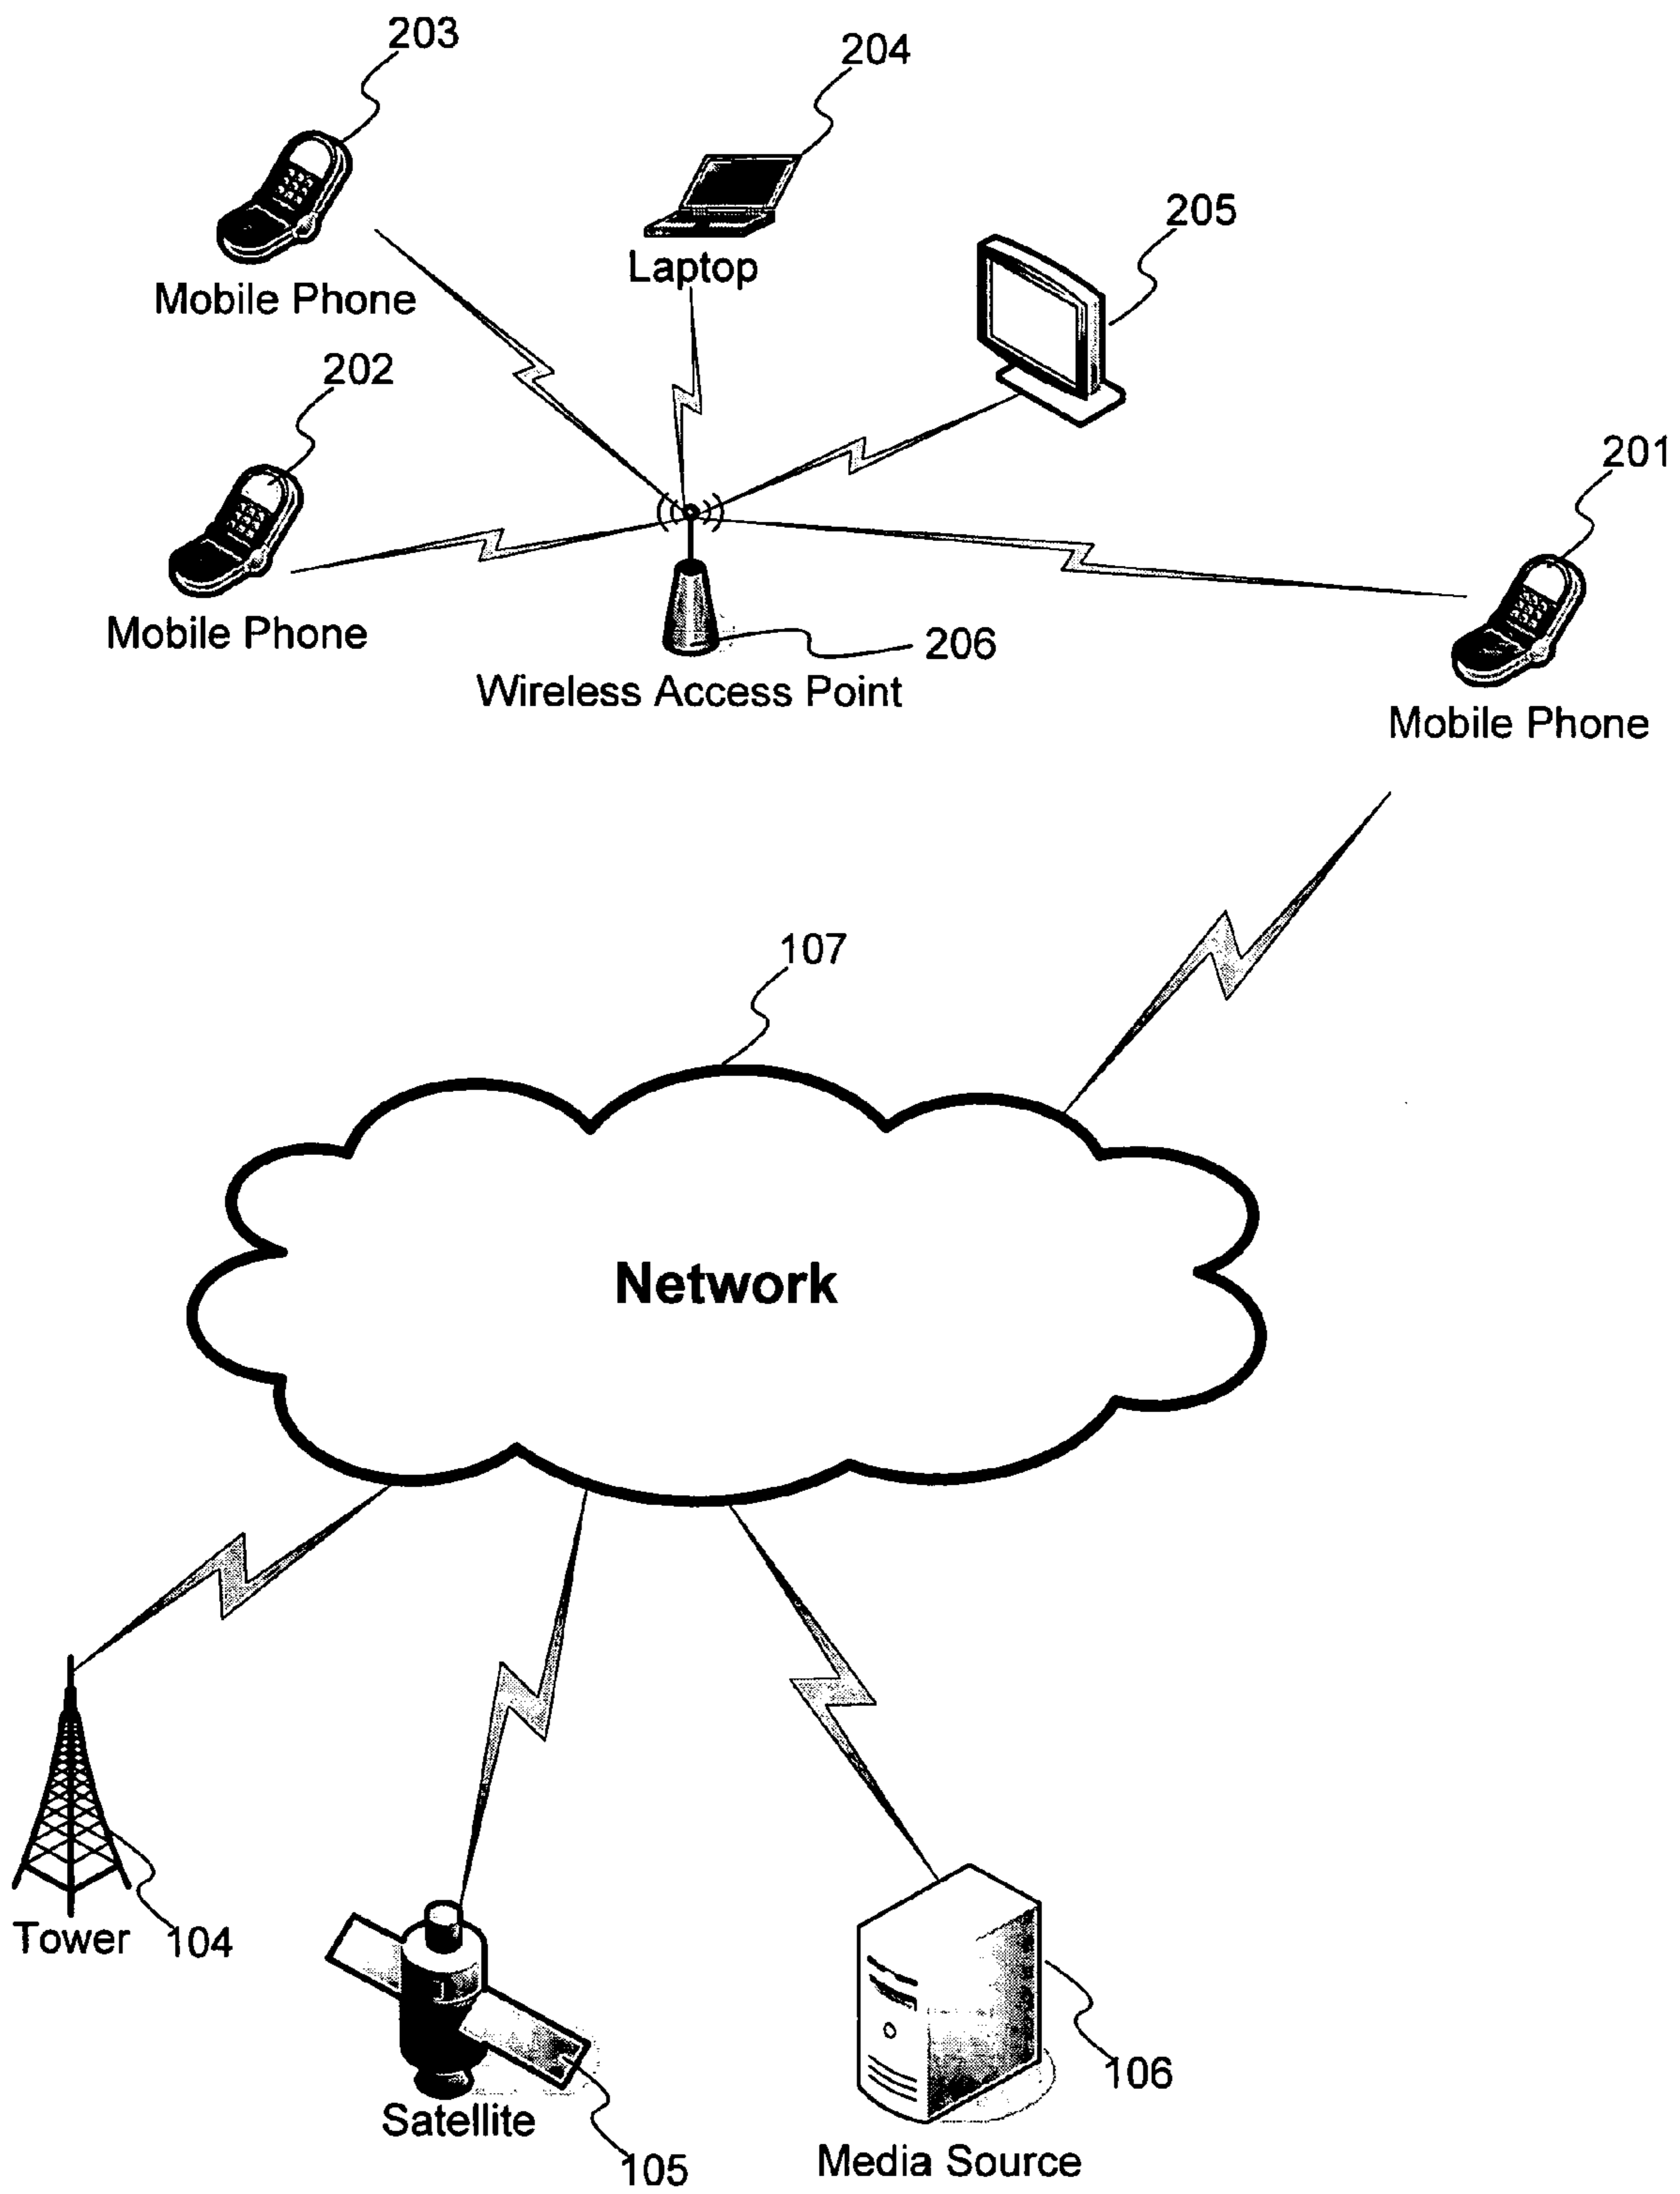 203
204
205
Laptop
Mobile Phone
202
201
Mobile Phone
206
Wireless Access Point
Mobile Phone
107
Network
Tower
104
Satellite
105
106
Media Source